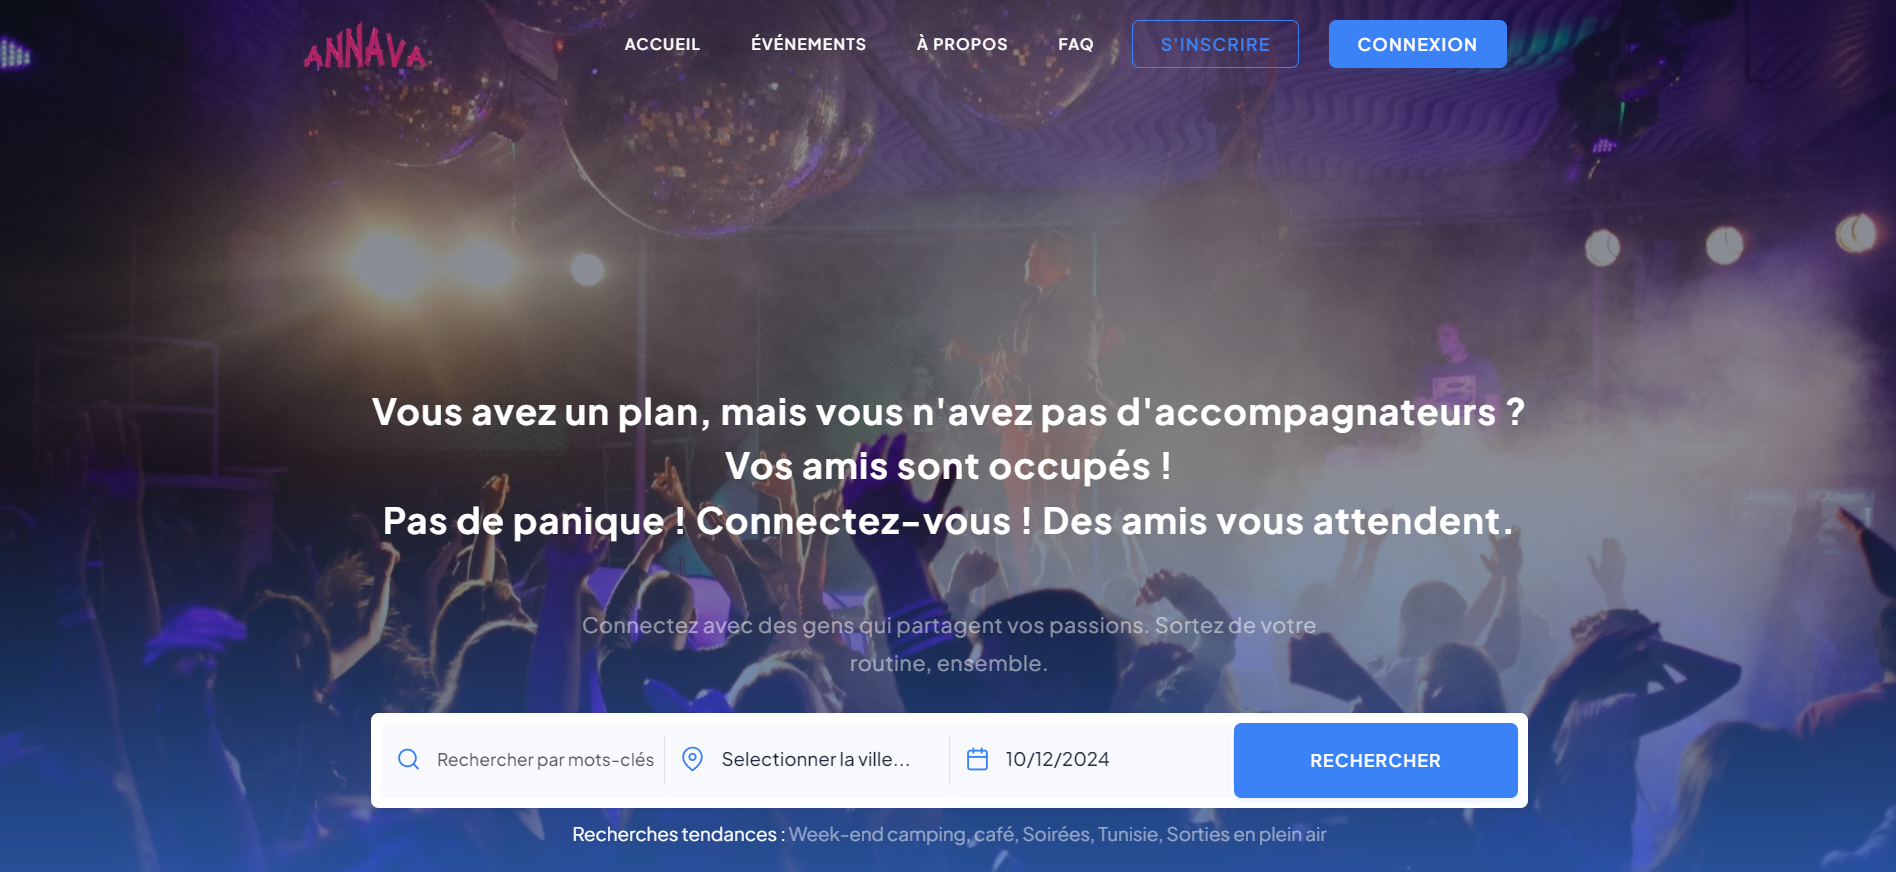 ANNAVA
ACCUEIL
ÉVÉNEMENTS
À PROPOS
FAQ
S'INSCRIRE
CONNEXION
Vous avez un plan, mais vous n'avez pas d'accompagnateurs ?
Vos amis sont occupés !
Pas de panique ! Connectez-vous ! Des amis vous attendent.
Connectez avec des gens qui partagent vos passions. Sortez de votre
routine, ensemble.
Rechercher par mots-clés
Selectionner la ville...
10/12/2024
RECHERCHER
Recherches tendances : Week-end camping, café, Soirées, Tunisie, Sorties en plein air